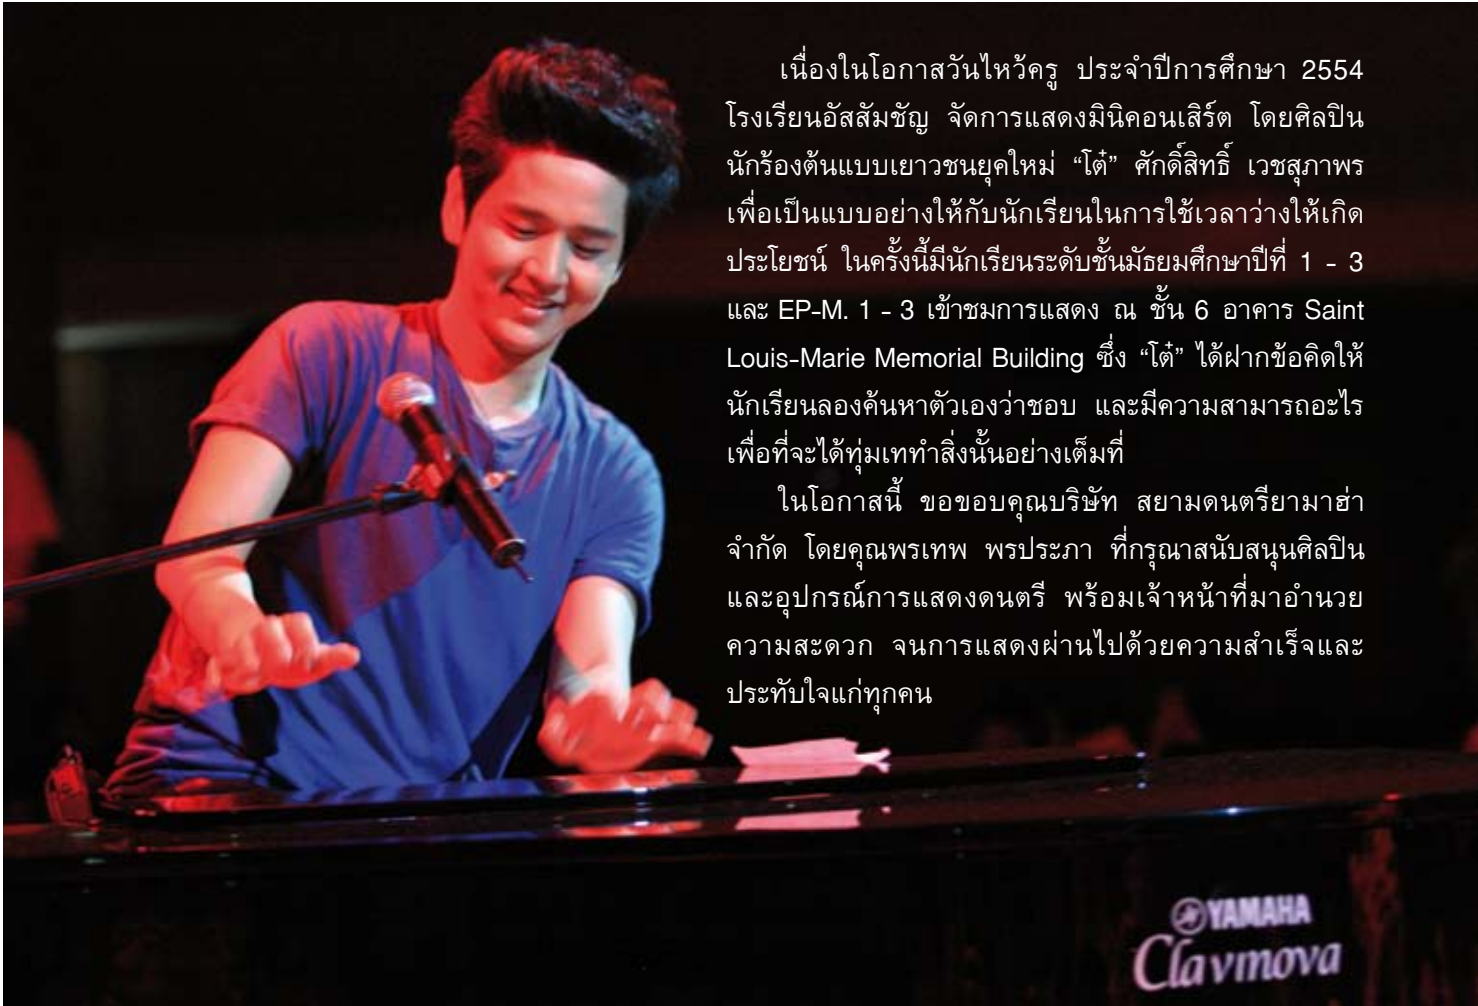 เนื่องในโอกาสวันไหว้ครู ประจำปีการศึกษา 2554
โรงเรียนอัสสัมชัญ จัดการแสดงมินิคอนเสิร์ต โดยศิลปิน
นักร้องต้นแบบเยาวชนยุคใหม่ “โต๋” ศักดิ์สิทธิ์ เวชสุภาพร
เพื่อเป็นแบบอย่างให้กับนักเรียนในการใช้เวลาว่างให้เกิด
ประโยชน์ ในครั้งนี้มีนักเรียนระดับชั้นมัธยมศึกษาปีที่ 1 - 3
และ EP-M. 1 - 3 เข้าชมการแสดง ณ ชั้น 6 อาคาร Saint
Louis-Marie Memorial Building ซึ่ง “โต๋” ได้ฝากข้อคิดให้
นักเรียนลองค้นหาตัวเองว่าชอบ และมีความสามารถอะไร
เพื่อที่จะได้ทุ่มเททำสิ่งนั้นอย่างเต็มที่
ในโอกาสนี้ ขอขอบคุณบริษัท สยามดนตรียามาฮ่า
จำกัด โดยคุณพรเทพ พรประภา ที่กรุณาสนับสนุนศิลปิน
และอุปกรณ์การแสดงดนตรี พร้อมเจ้าหน้าที่มาอำนวย
ความสะดวก จนการแสดงผ่านไปด้วยความสำเร็จและ
ประทับใจแก่ทุกคน
YAMAHA
Clavinova